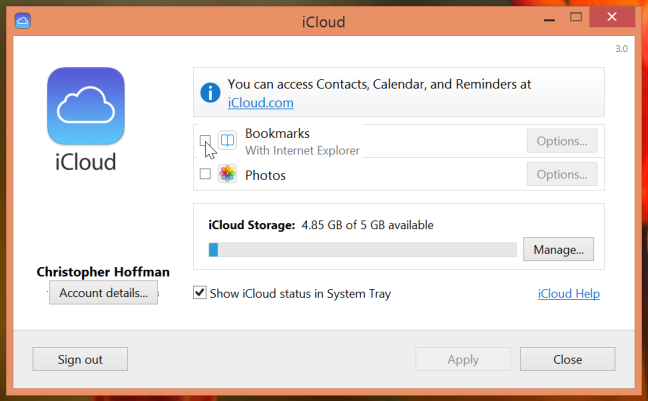 iCloud
3.0
You can access Contacts, Calendar, and Reminders at
iCloud.com
iCloud
Bookmarks
With Internet Explorer
Options...
Photos
Options...
iCloud Storage: 4.85 GB of 5 GB available
Manage...
Christopher Hoffman
Account details...
Show iCloud status in System Tray
iCloud Help
Sign out
Apply
Close